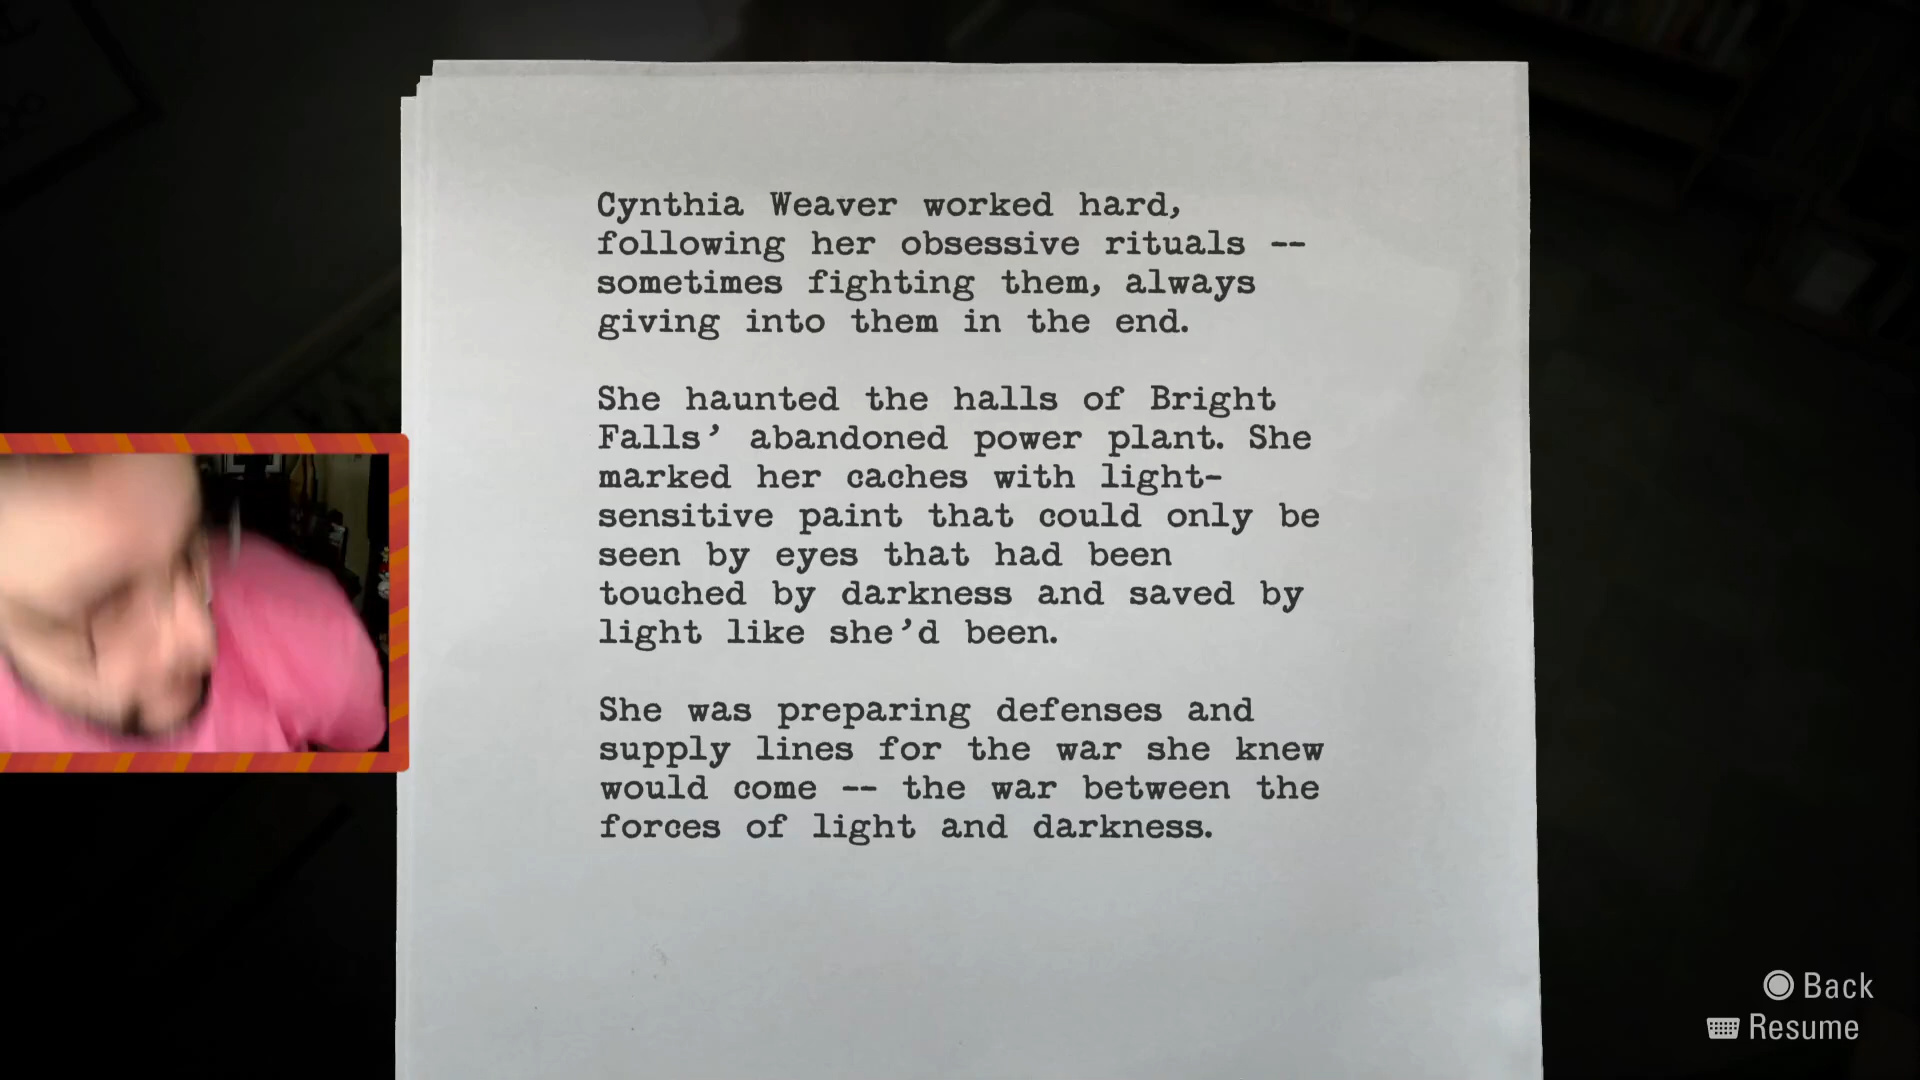 Cynthia Weaver worked hard,
following her obsessive rituals --
sometimes fighting them, always
giving into them in the end.
She haunted the halls of Bright
Falls’ abandoned power plant. She
marked her caches with light-
sensitive paint that could only be
seen by eyes that had been
touched by darkness and saved by
light like she’d been.
She was preparing defenses and
supply lines for the war she knew
would come -- the war between the
forces of light and darkness.
Back
Resume